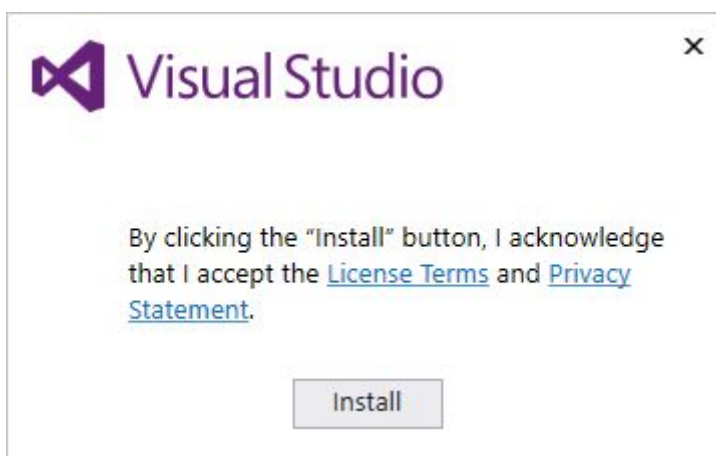 Visual Studio
By clicking the “Install” button, I acknowledge
that I accept the License Terms and Privacy
Statement.
Install